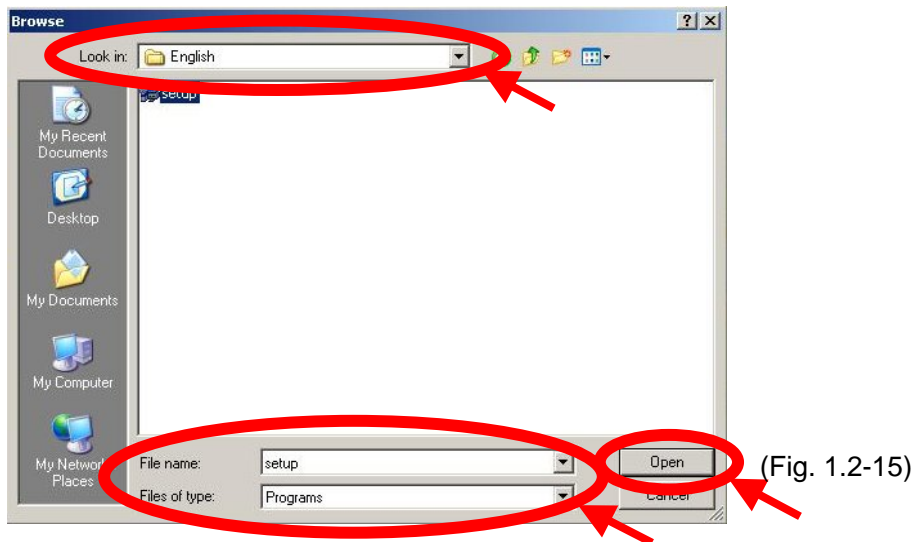 Browse
Look in: English
setup
My Recent
Documents
Desktop
My Documents
My Computer
My Network
Places
File name: setup
Open
Files of type: Programs
Cancel
(Fig. 1.2-15)